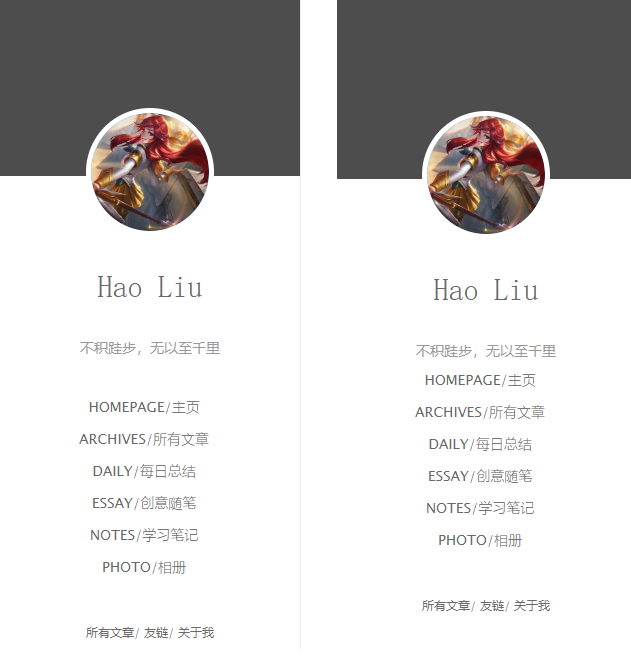 Hao Liu
不积跬步，无以至千里
HOMEPAGE/主页
ARCHIVES/所有文章
DAILY/每日总结
ESSAY/创意随笔
NOTES/学习笔记
PHOTO/相册
所有文章/ 友链/ 关于我
Hao Liu
不积跬步，无以至千里
HOMEPAGE/主页
ARCHIVES/所有文章
DAILY/每日总结
ESSAY/创意随笔
NOTES/学习笔记
PHOTO/相册
所有文章/ 友链/ 关于我